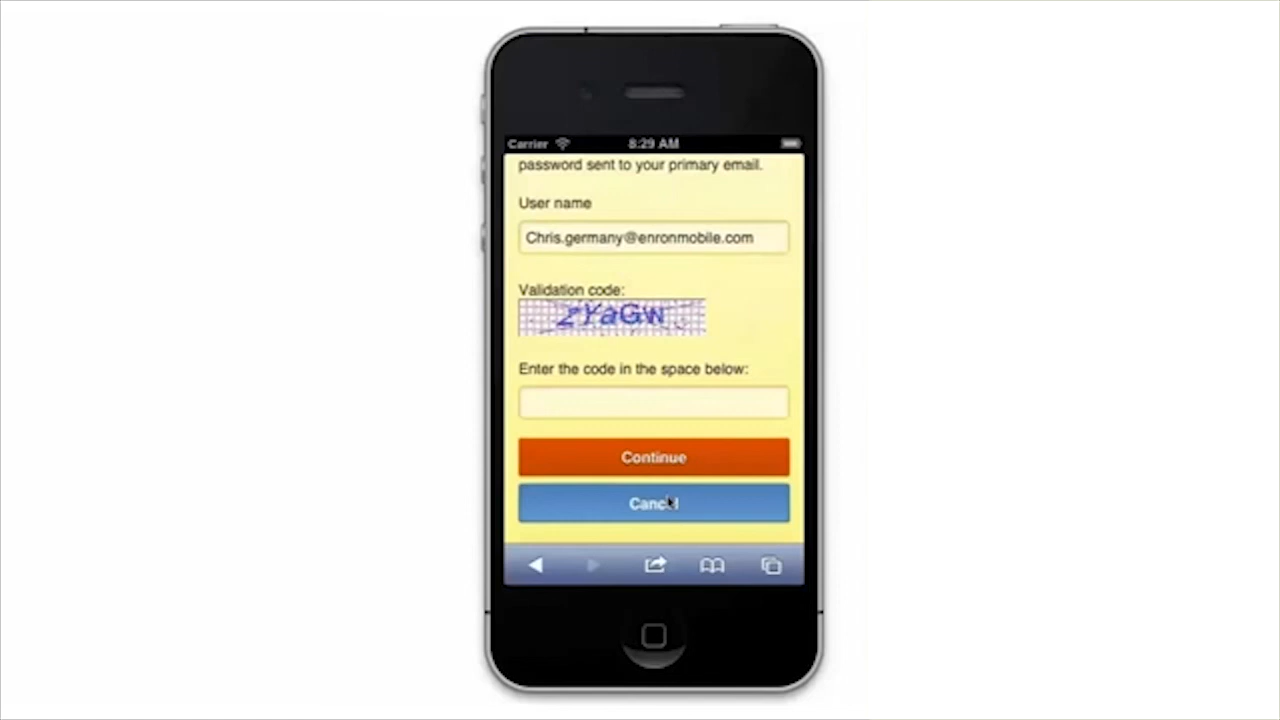 Carrier 8:29 AM
password sent to your primary email.
User name
Chris.germany@enronmobile.com
Validation code:
zYaGw
Enter the code in the space below:
Continue
Cancel